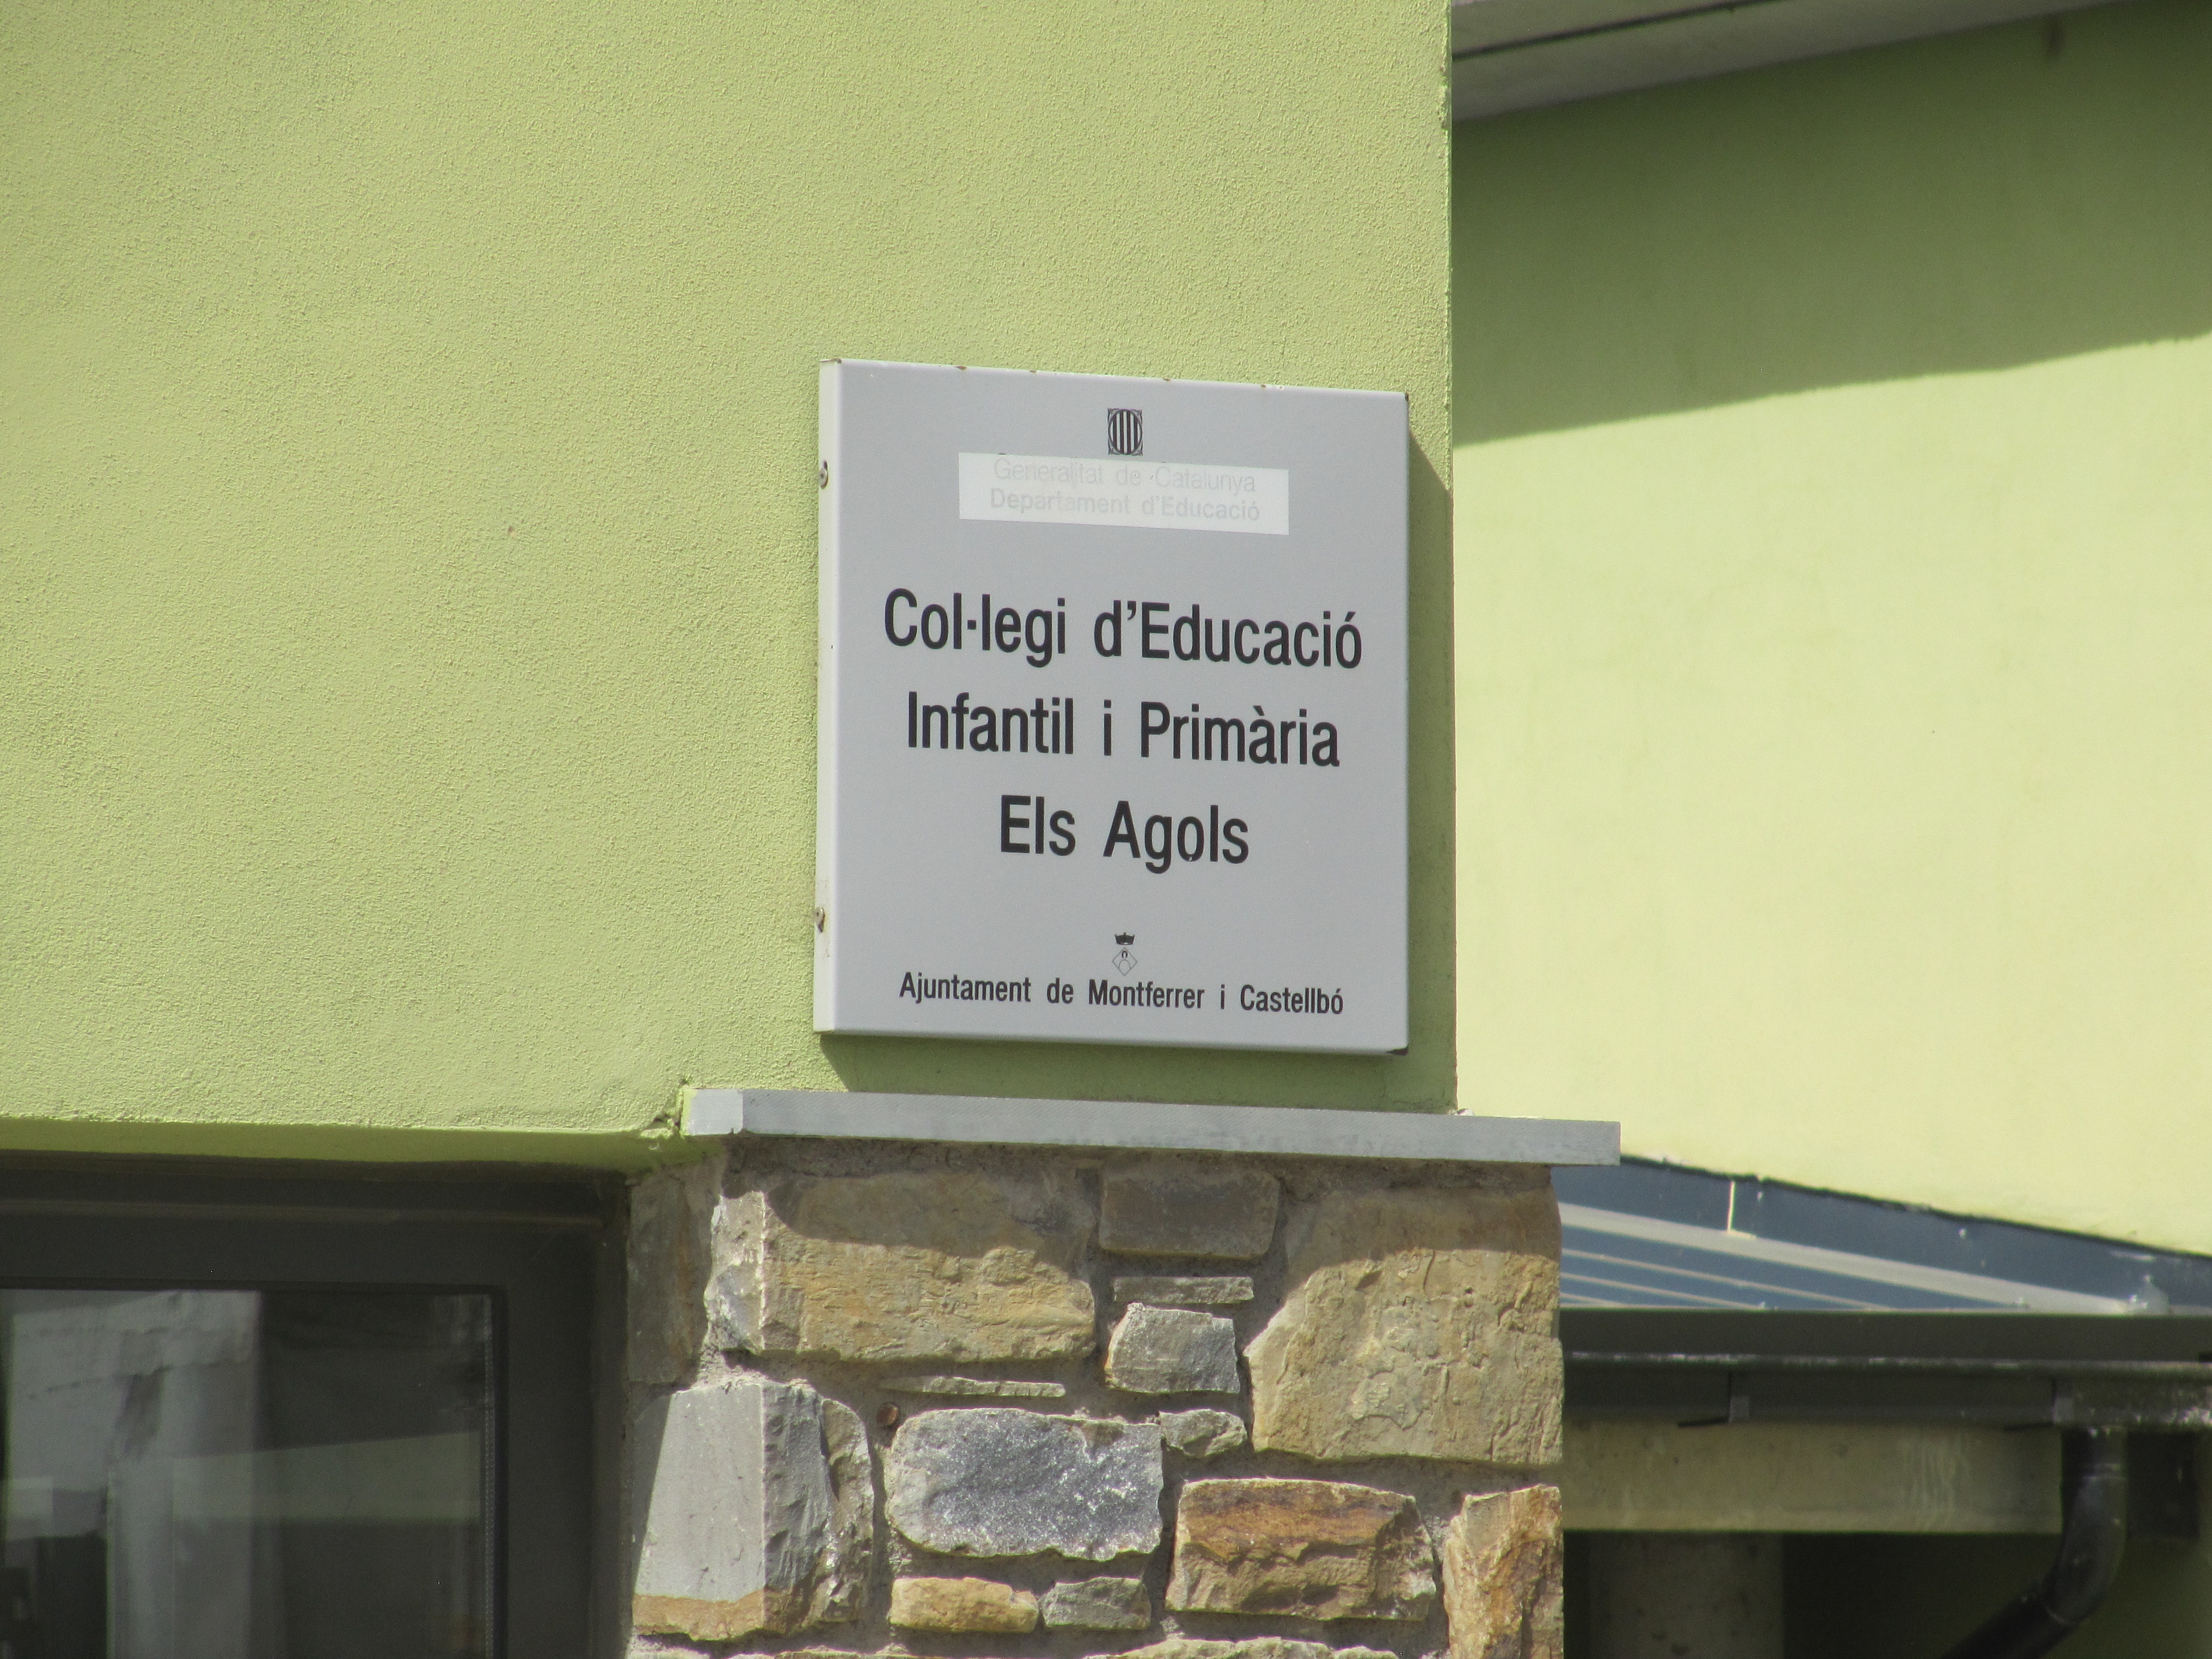 Generalitat de Catalunya
Departament d'Educació
Col·legi d'Educació
Infantil i Primària
Els Agols
Ajuntament de Montferrer i Castellbó